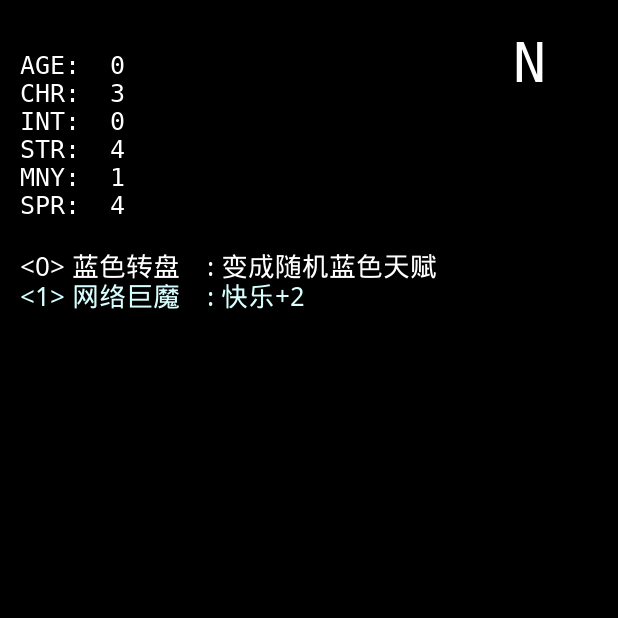 N
AGE: 0
CHR: 3
INT: 0
STR: 4
MNY: 1
SPR: 4
<0> 蓝色转盘 : 变成随机蓝色天赋
<1> 网络巨魔 : 快乐+2